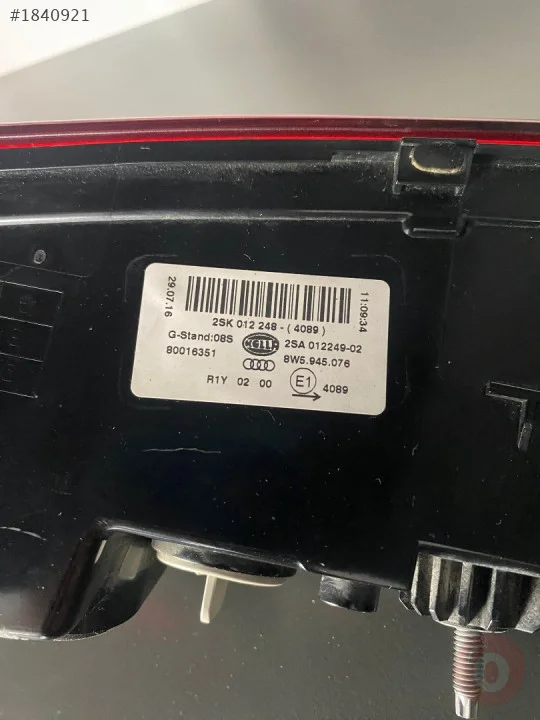 #1840921
29.07.16
11:09:34
2SK 012 248 - ( 4089 )
G-Stand:08S HELLA 2SA 012249-02
80016351 8W5.945.076
R1Y 02 00 E1 4089